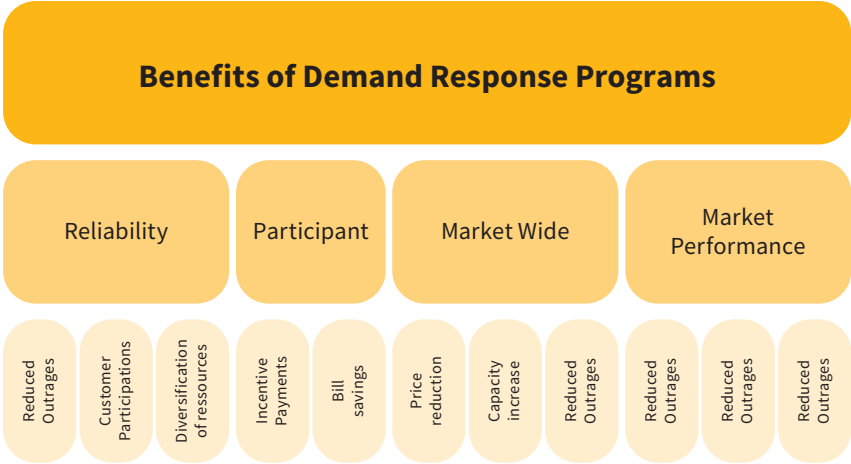 Benefits of Demand Response Programs
Reliability
Participant
Market Wide
Market
Performance
Reduced
Outrages
Customer
Participations
Diversification
of ressources
Incentive
Payments
Bill
savings
Price
reduction
Capacity
increase
Reduced
Outrages
Reduced
Outrages
Reduced
Outrages
Reduced
Outrages